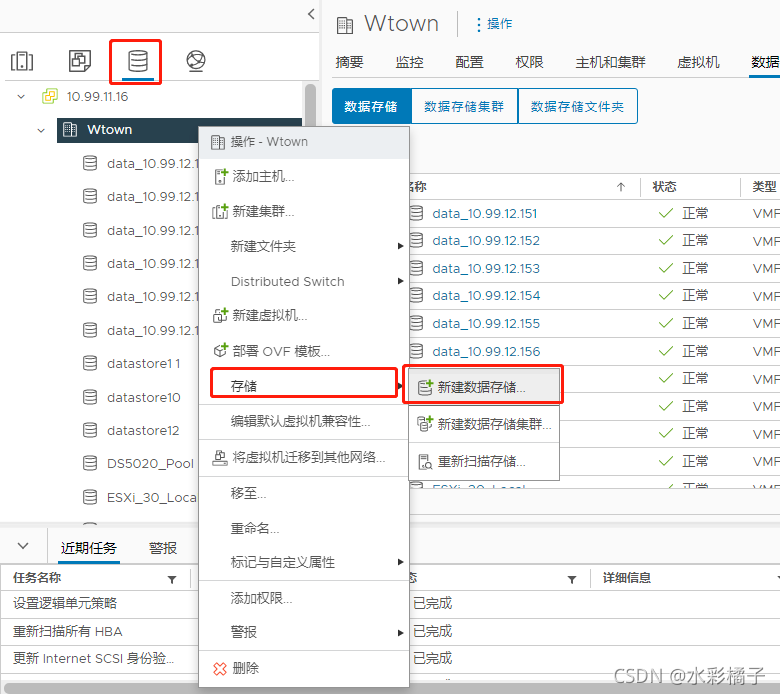 Wtown
操作
摘要
监控
配置
权限
主机和集群
虚拟机
数据
10.99.11.16
Wtown
数据存储
数据存储集群
数据存储文件夹
data_10.99.12.1
data_10.99.12.1
data_10.99.12.1
data_10.99.12.1
data_10.99.12.1
data_10.99.12.1
datastore1 1
datastore10
datastore12
DS5020_Pool
ESXi_30_Loca
操作 - Wtown
添加主机...
新建集群...
新建文件夹
Distributed Switch
新建虚拟机...
部署 OVF 模板...
存储
编辑默认虚拟机兼容性...
将虚拟机迁移到其他网络...
移至...
重命名...
标记与自定义属性
添加权限...
警报
删除
新建数据存储...
新建数据存储集群...
重新扫描存储...
名称
状态
类型
data_10.99.12.151
正常
VMF
data_10.99.12.152
正常
VMF
data_10.99.12.153
正常
VMF
data_10.99.12.154
正常
VMF
data_10.99.12.155
正常
VMF
data_10.99.12.156
正常
VMF
正常
VMF
正常
VMF
正常
VMF
正常
VMF
ESXi_30_Local
正常
VMF
近期任务
警报
任务名称
态
详细信息
设置逻辑单元策略
已完成
重新扫描所有 HBA
已完成
更新 Internet SCSI 身份验...
已完成
CSDN @水彩橘子